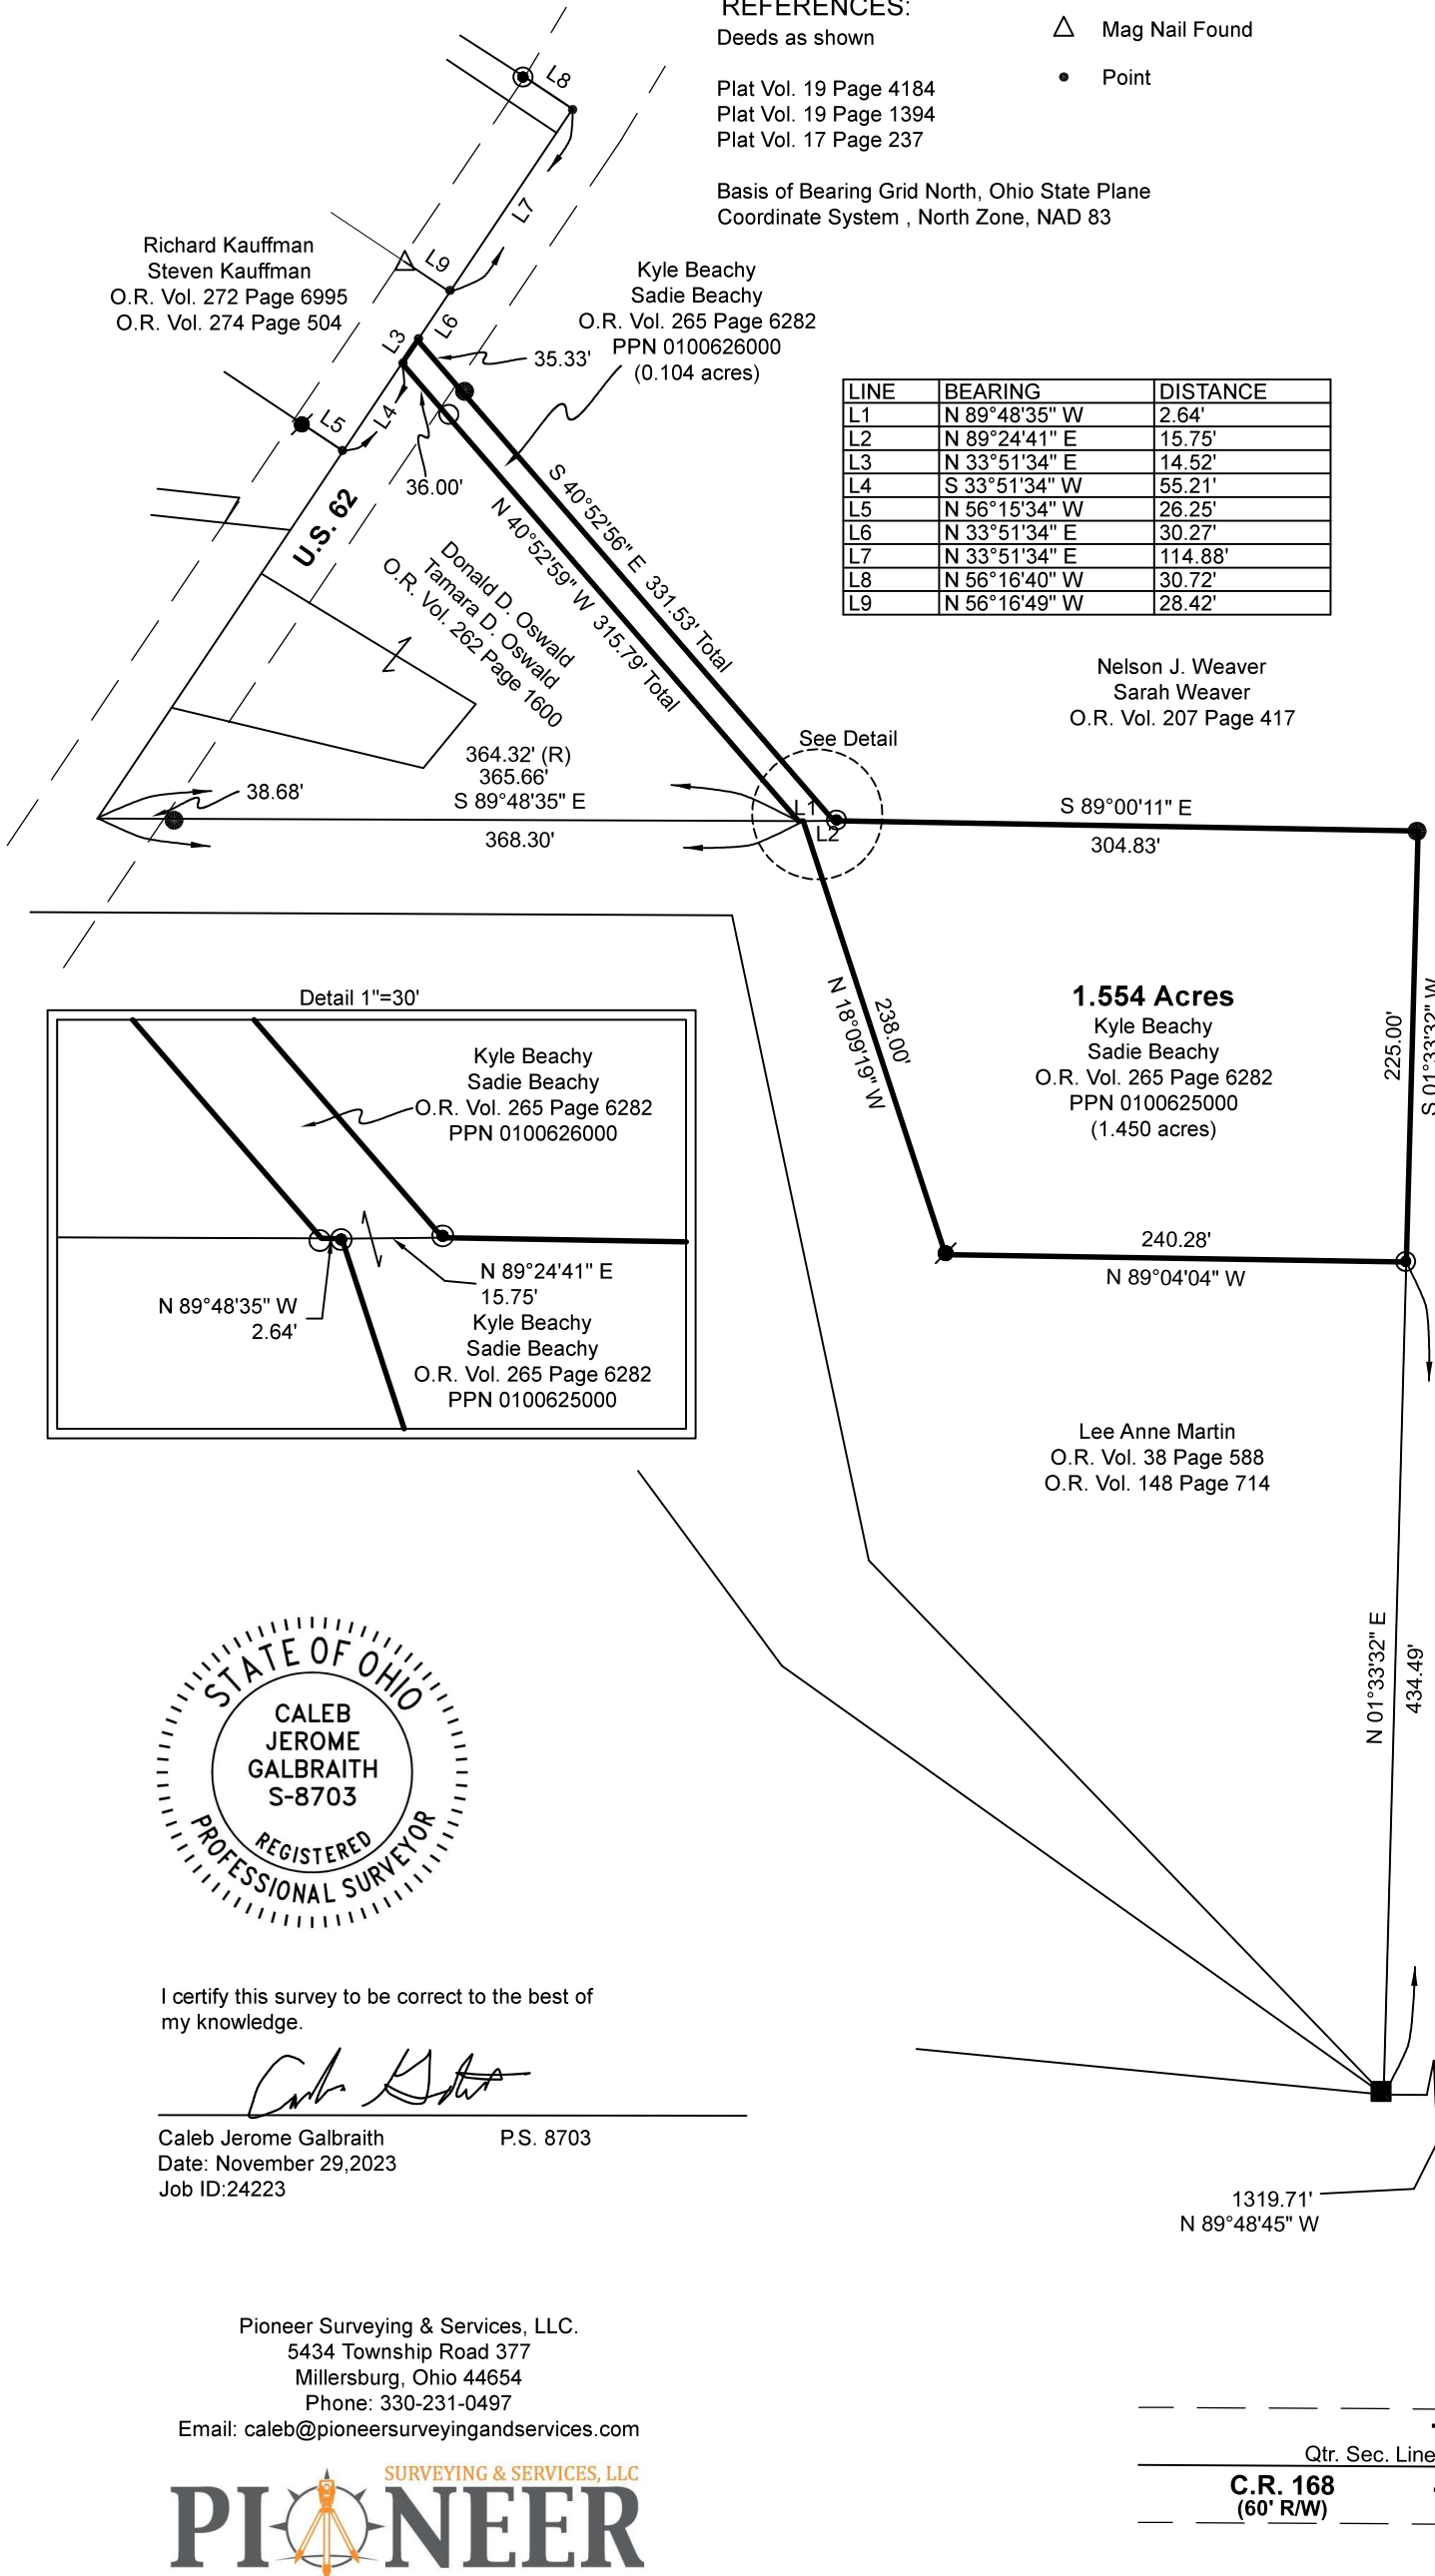 REFERENCES:
Deeds as shown
Plat Vol. 19 Page 4184
Plat Vol. 19 Page 1394
Plat Vol. 17 Page 237
Basis of Bearing Grid North, Ohio State Plane
Coordinate System , North Zone, NAD 83
Mag Nail Found
Point
L8
L7
L9
L6
L3
L4
L5
Richard Kauffman
Steven Kauffman
O.R. Vol. 272 Page 6995
O.R. Vol. 274 Page 504
Kyle Beachy
Sadie Beachy
O.R. Vol. 265 Page 6282
PPN 0100626000
(0.104 acres)
35.33'
36.00'
U.S. 62
S 40°52'56" E 331.53' Total
N 40°52'59" W 315.79' Total
Donald D. Oswald
Tamara D. Oswald
O.R. Vol. 262 Page 1600
LINE BEARING DISTANCE
L1 N 89°48'35" W 2.64'
L2 N 89°24'41" E 15.75'
L3 N 33°51'34" E 14.52'
L4 S 33°51'34" W 55.21'
L5 N 56°15'34" W 26.25'
L6 N 33°51'34" E 30.27'
L7 N 33°51'34" E 114.88'
L8 N 56°16'40" W 30.72'
L9 N 56°16'49" W 28.42'
Nelson J. Weaver
Sarah Weaver
O.R. Vol. 207 Page 417
See Detail
364.32' (R)
365.66'
S 89°48'35" E
368.30'
38.68'
L1
L2
S 89°00'11" E
304.83'
N 18°09'19" W
238.00'
1.554 Acres
Kyle Beachy
Sadie Beachy
O.R. Vol. 265 Page 6282
PPN 0100625000
(1.450 acres)
225.00'
S 01°33'32" W
240.28'
N 89°04'04" W
Detail 1"=30'
Kyle Beachy
Sadie Beachy
O.R. Vol. 265 Page 6282
PPN 0100626000
N 89°24'41" E
15.75'
N 89°48'35" W
2.64'
Kyle Beachy
Sadie Beachy
O.R. Vol. 265 Page 6282
PPN 0100625000
Lee Anne Martin
O.R. Vol. 38 Page 588
O.R. Vol. 148 Page 714
N 01°33'32" E
434.49'
STATE OF OHIO
CALEB
JEROME
GALBRAITH
S-8703
REGISTERED
PROFESSIONAL SURVEYOR
I certify this survey to be correct to the best of
my knowledge.
Caleb Jerome Galbraith P.S. 8703
Date: November 29,2023
Job ID:24223
1319.71'
N 89°48'45" W
Pioneer Surveying & Services, LLC.
5434 Township Road 377
Millersburg, Ohio 44654
Phone: 330-231-0497
Email: caleb@pioneersurveyingandservices.com
SURVEYING & SERVICES, LLC
PIONEER
Qtr. Sec. Line
C.R. 168
(60' R/W)